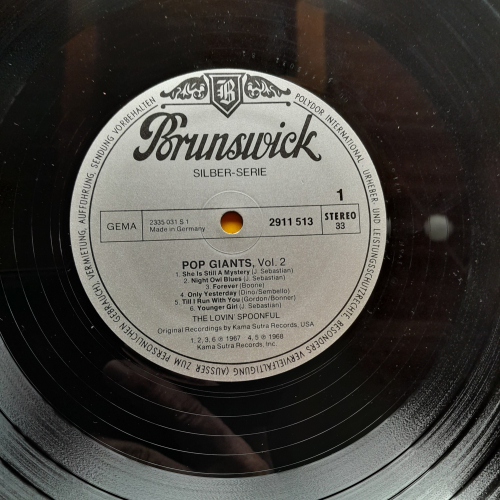 B
Brunswick
SILBER-SERIE
1
GEMA
2335 031 S 1
Made in Germany
2911 513
STEREO
33
POP GIANTS, Vol. 2
1. She Is Still A Mystery (J. Sebastian)
2. Night Owl Blues (J. Sebastian)
3. Forever (Boone)
4. Only Yesterday (Dino/Sembello)
5. Till I Run With You (Gordon/Bonner)
6. Younger Girl (J. Sebastian)
THE LOVIN' SPOONFUL
Original Recordings by Kama Sutra Records, USA
1, 2, 3, 6 ℗ 1967 4, 5 ℗ 1968
Kama Sutra Records, Inc.
POLYDOR INTERNATIONAL URHEBER- UND LEISTUNGSSCHUTZRECHTE, BESONDERS VERVIELFÄLTIGUNG (AUSSER ZUM PERSÖNLICHEN GEBRAUCH), VERMIETUNG, AUFFÜHRUNG, SENDUNG VORBEHALTEN